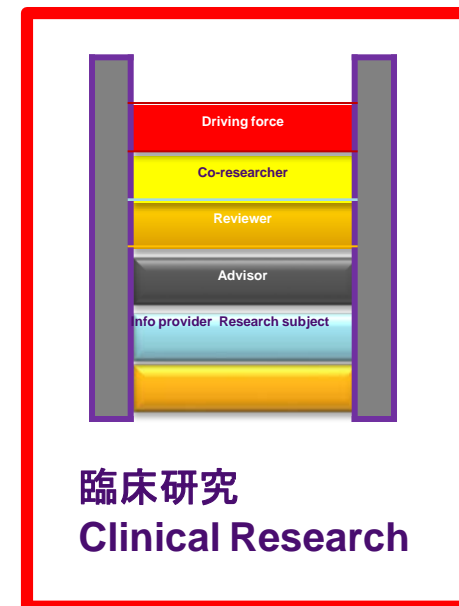 Driving force
Co-researcher
Reviewer
Advisor
Info provider Research subject
臨床研究
Clinical Research